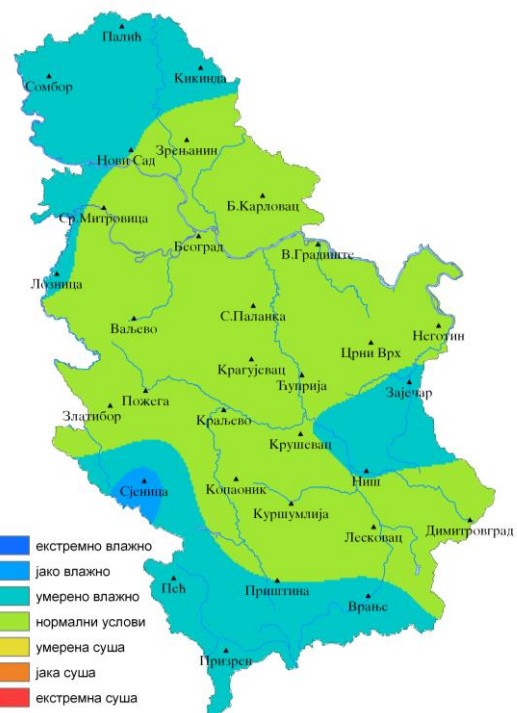 Палић
Сомбор
Кикинда
Зрењанин
Нови Сад
Б.Карловац
Ср.Митровица
Београд
В.Градиште
Лозница
С.Паланка
Ваљево
Неготин
Црни Врх
Крагујевац
Ћуприја
Зајечар
Пожега
Златибор
Краљево
Крушевац
Ниш
Сјеница
Копаоник
Куршумлија
Лесковац
Димитровград
екстремно влажно
јако влажно
умерено влажно
нормални услови
умерена суша
јака суша
екстремна суша
Пећ
Приштина
Врање
Призрен